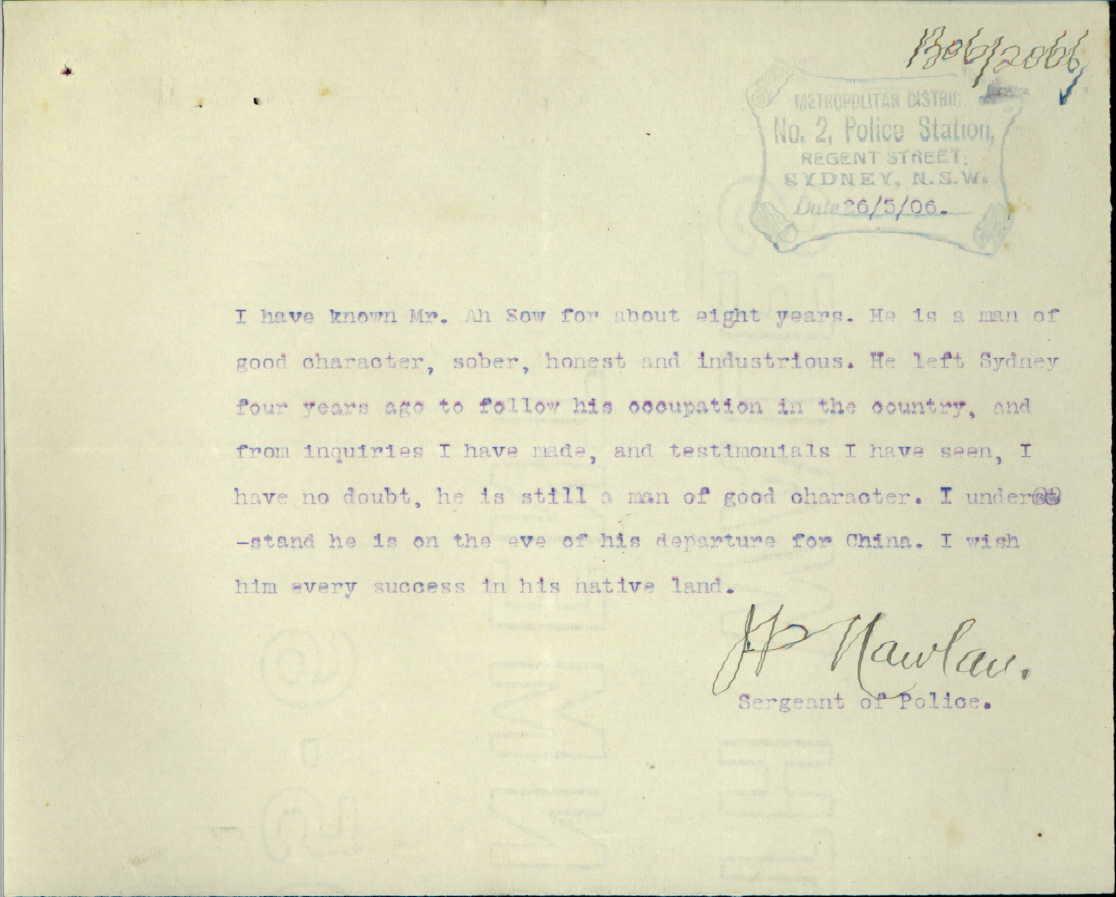 B06/2066
METROPOLITAN DISTRICT
No. 2, Police Station,
REGENT STREET,
SYDNEY, N.S.W.
Date 26/5/06.
I have known Mr. Ah Sow for about eight years. He is a man of
good character, sober, honest and industrious. He left Sydney
four years ago to follow his occupation in the country, and
from inquiries I have made, and testimonials I have seen, I
have no doubt, he is still a man of good character. I under
-stand he is on the eve of his departure for China. I wish
him every success in his native land.
Sergeant of Police.